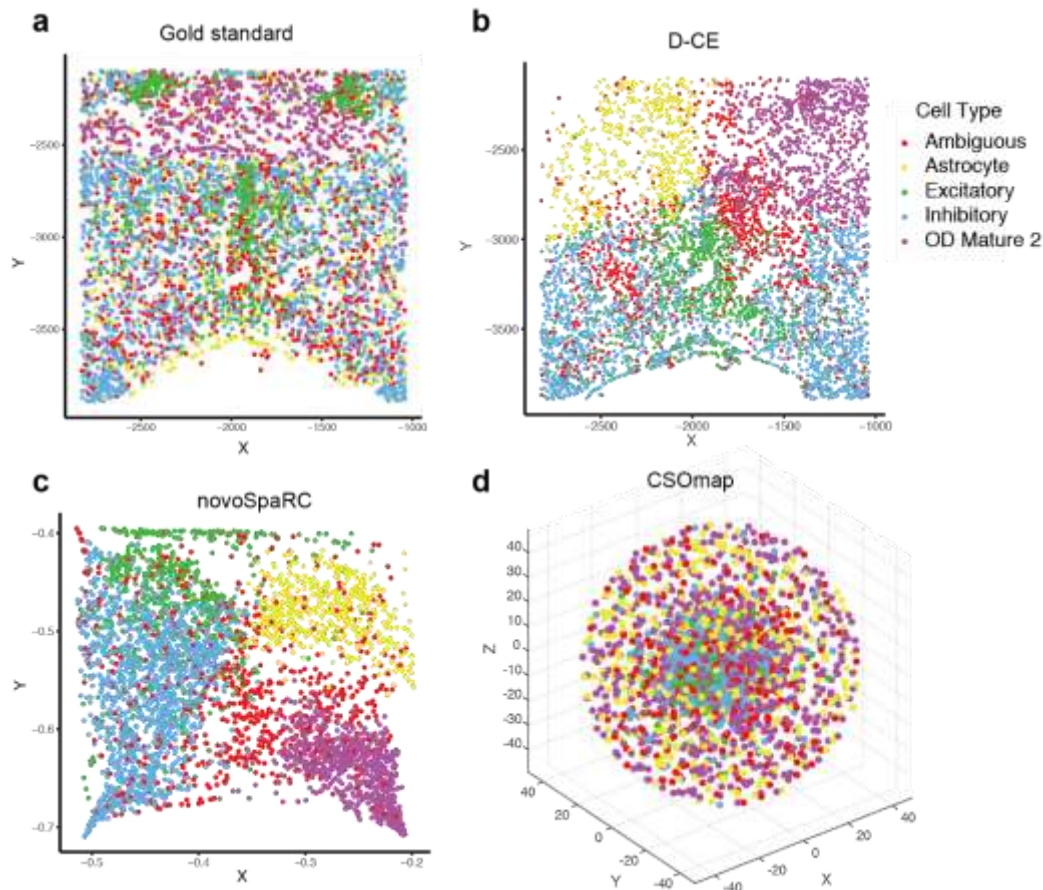 a
Gold standard
−2500
−3000
−3500
Y
−2500
−2000
−1500
−1000
X
b
D-CE
−2500
−3000
−3500
Y
−2500
−2000
−1500
−1000
X
Cell Type
Ambiguous
Astrocyte
Excitatory
Inhibitory
OD Mature 2
c
novoSpaRC
−0.4
−0.5
−0.6
−0.7
Y
−0.5
−0.4
−0.3
−0.2
X
d
CSOmap
40
30
20
10
0
-10
-20
-30
-40
Z
40
20
0
-20
-40
Y
-40
-20
0
20
40
X